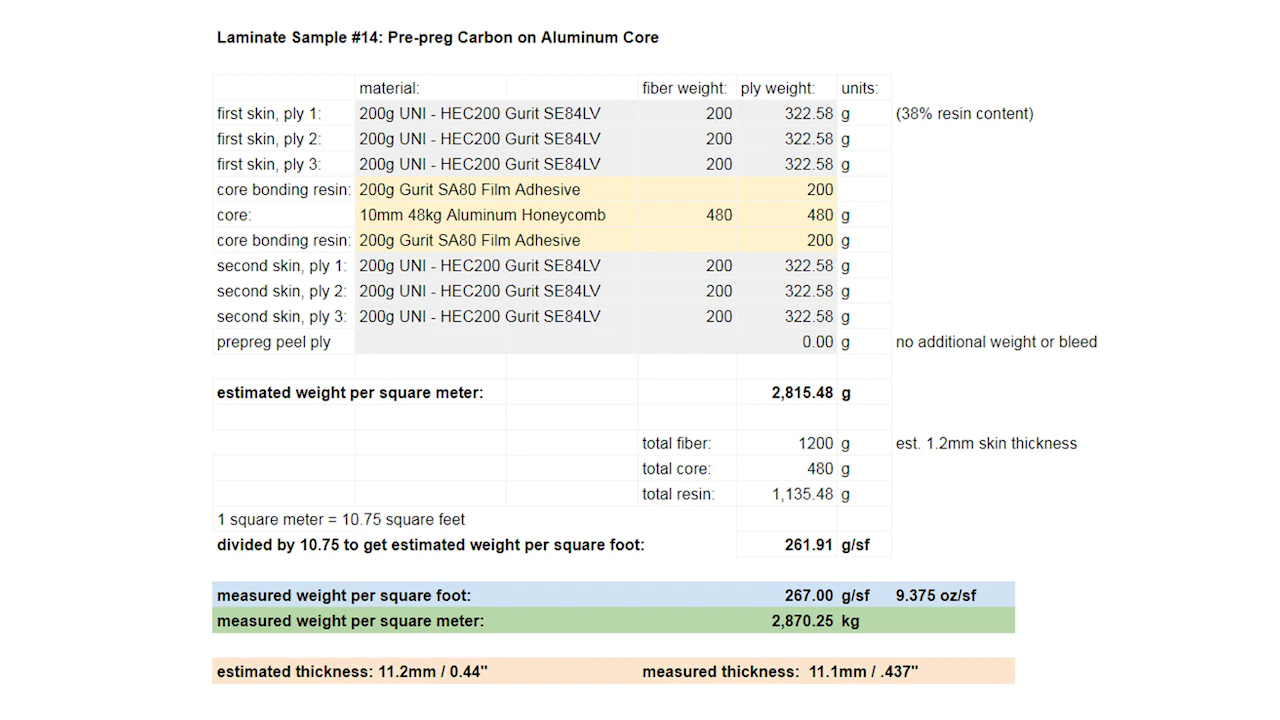 Laminate Sample #14: Pre-preg Carbon on Aluminum Core
material: fiber weight: ply weight: units:
first skin, ply 1: 200g UNI - HEC200 Gurit SE84LV 200 322.58 g (38% resin content)
first skin, ply 2: 200g UNI - HEC200 Gurit SE84LV 200 322.58 g
first skin, ply 3: 200g UNI - HEC200 Gurit SE84LV 200 322.58 g
core bonding resin: 200g Gurit SA80 Film Adhesive 200
core: 10mm 48kg Aluminum Honeycomb 480 480 g
core bonding resin: 200g Gurit SA80 Film Adhesive 200 g
second skin, ply 1: 200g UNI - HEC200 Gurit SE84LV 200 322.58 g
second skin, ply 2: 200g UNI - HEC200 Gurit SE84LV 200 322.58 g
second skin, ply 3: 200g UNI - HEC200 Gurit SE84LV 200 322.58 g
prepreg peel ply 0.00 g no additional weight or bleed
estimated weight per square meter: 2,815.48 g
total fiber: 1200 g est. 1.2mm skin thickness
total core: 480 g
total resin: 1,135.48 g
1 square meter = 10.75 square feet
divided by 10.75 to get estimated weight per square foot: 261.91 g/sf
measured weight per square foot: 267.00 g/sf 9.375 oz/sf
measured weight per square meter: 2,870.25 kg
estimated thickness: 11.2mm / 0.44" measured thickness: 11.1mm / .437"